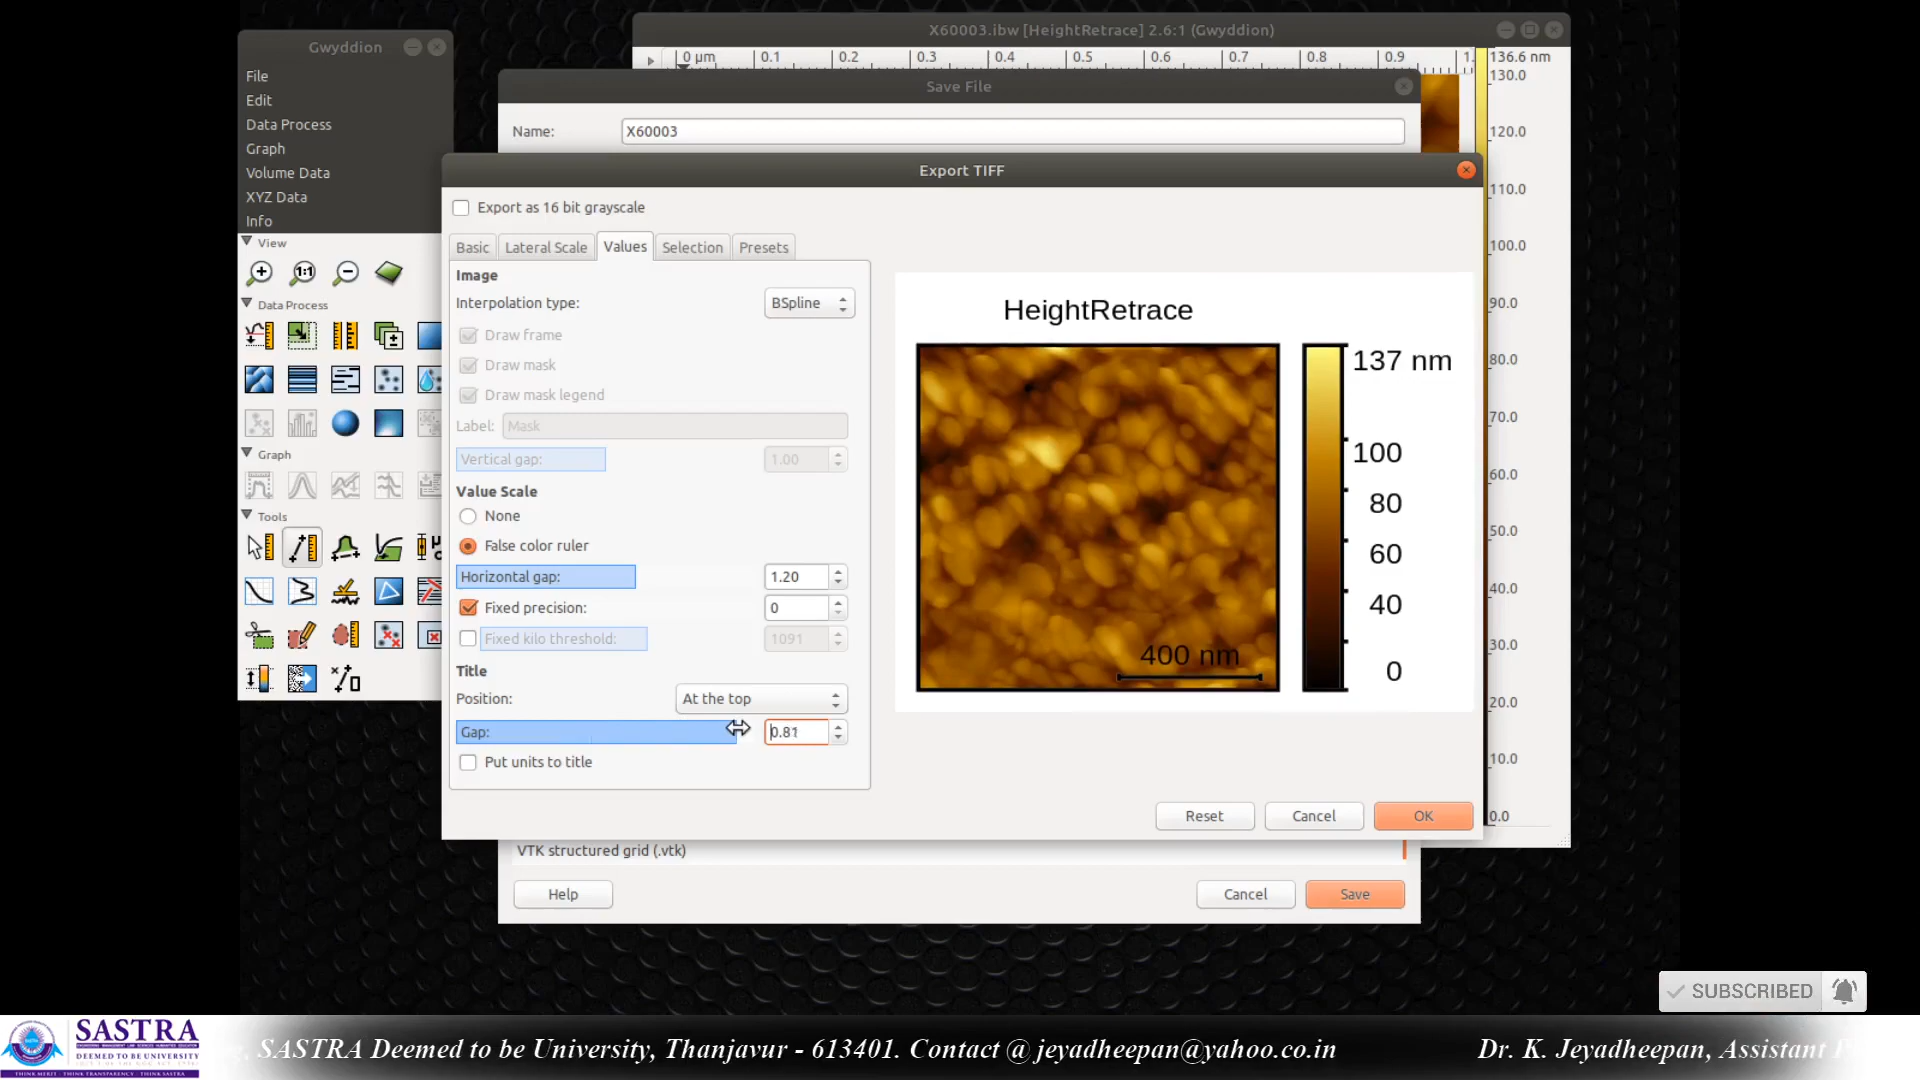 Gwyddion
File
Edit
Data Process
Graph
Volume Data
XYZ Data
Info
View
1:1
Data Process
Graph
Tools
X60003.ibw [HeightRetrace] 2.6:1 (Gwyddion)
0 µm 0.1 0.2 0.3 0.4 0.5 0.6 0.7 0.8 0.9 1.
136.6 nm
130.0
120.0
110.0
100.0
90.0
80.0
70.0
60.0
50.0
40.0
30.0
20.0
10.0
0.0
Save File
Name: X60003
Export TIFF
Export as 16 bit grayscale
Basic Lateral Scale Values Selection Presets
Image
Interpolation type: BSpline
Draw frame
Draw mask
Draw mask legend
Label: Mask
Vertical gap: 1.00
Value Scale
None
False color ruler
Horizontal gap: 1.20
Fixed precision: 0
Fixed kilo threshold: 1091
Title
Position: At the top
Gap: 0.81
Put units to title
HeightRetrace
400 nm
137 nm
100
80
60
40
0
Reset Cancel OK
VTK structured grid (.vtk)
Help Cancel Save
SUBSCRIBED
SASTRA
DEEMED TO BE UNIVERSITY
THINK MERIT · THINK TRANSPARENCY · THINK SASTRA
, SASTRA Deemed to be University, Thanjavur - 613401. Contact @ jeyadheepan@yahoo.co.in Dr. K. Jeyadheepan, Assistant